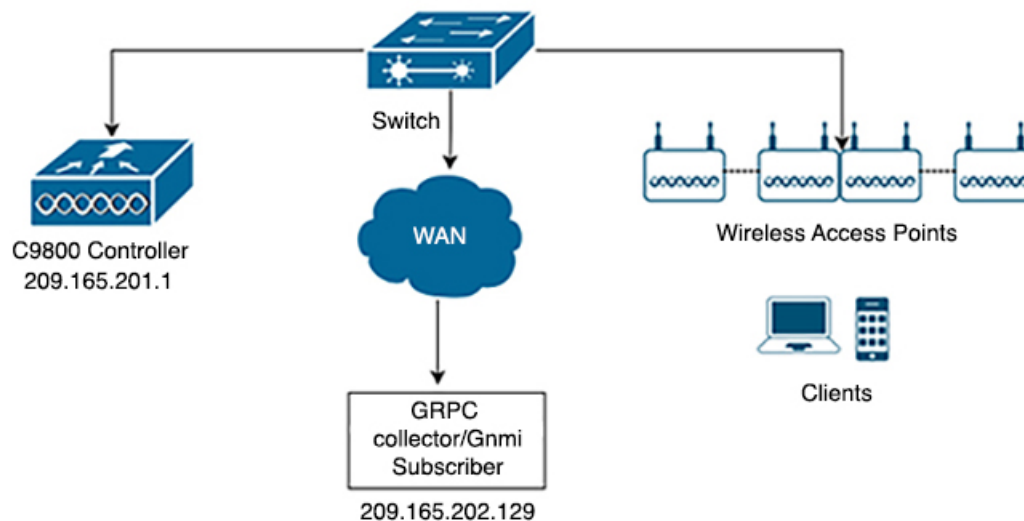 Switch
C9800 Controller
209.165.201.1
WAN
Wireless Access Points
Clients
GRPC
collector/Gnmi
Subscriber
209.165.202.129